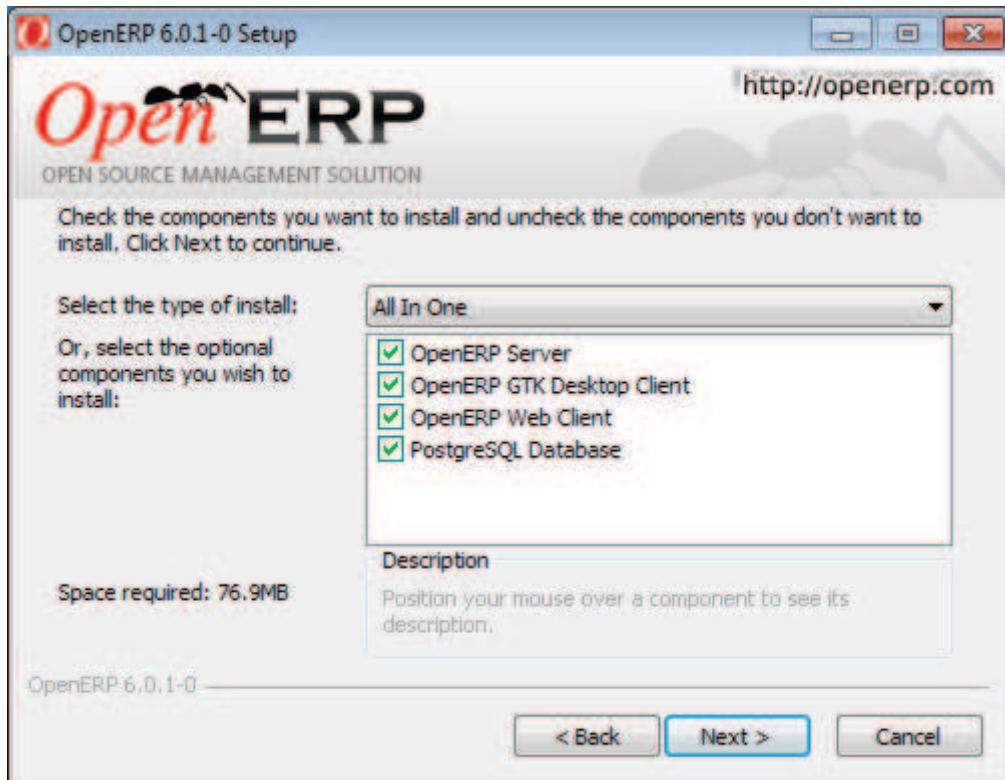 OpenERP 6.0.1-0 Setup
http://openerp.com
Open ERP
OPEN SOURCE MANAGEMENT SOLUTION
Check the components you want to install and uncheck the components you don't want to
install. Click Next to continue.
Select the type of install:
All In One
Or, select the optional
components you wish to
install:
OpenERP Server
OpenERP GTK Desktop Client
OpenERP Web Client
PostgreSQL Database
Space required: 76.9MB
Description
Position your mouse over a component to see its
description.
OpenERP 6.0.1-0
< Back
Next >
Cancel